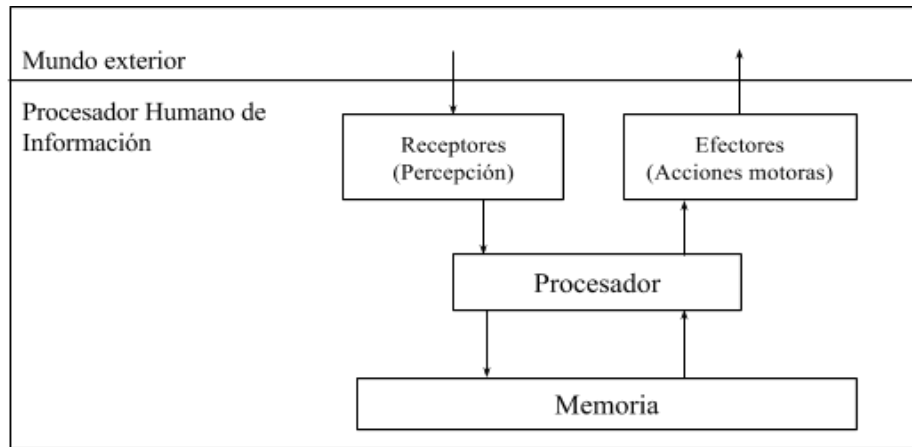 Mundo exterior
Procesador Humano de
Información
Receptores
(Percepción)
Efectores
(Acciones motoras)
Procesador
Memoria